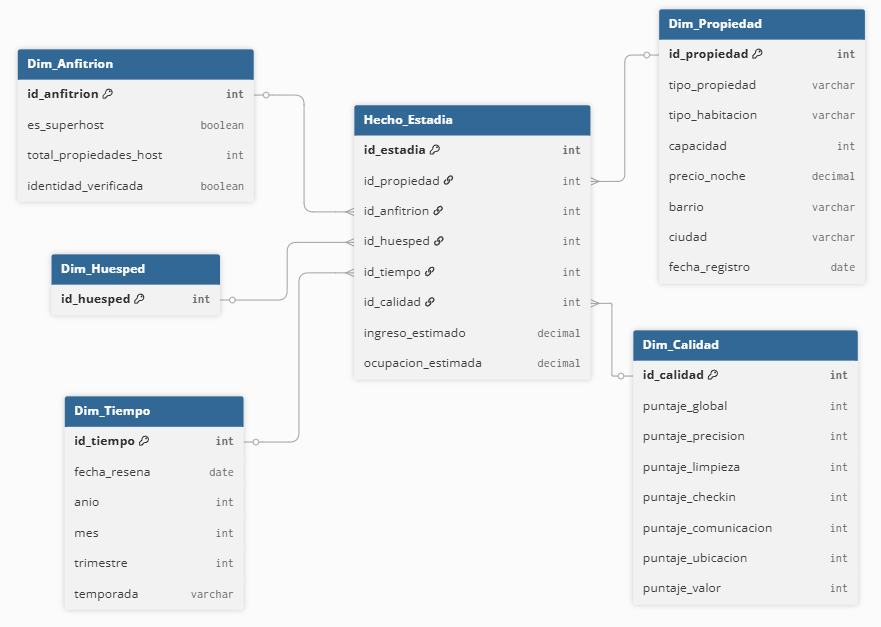 Dim_Anfitrion
id_anfitrion int
es_superhost boolean
total_propiedades_host int
identidad_verificada boolean
Dim_Huesped
id_huesped int
Dim_Tiempo
id_tiempo int
fecha_resena date
anio int
mes int
trimestre int
temporada varchar
Hecho_Estadia
id_estadia int
id_propiedad int
id_anfitrion int
id_huesped int
id_tiempo int
id_calidad int
ingreso_estimado decimal
ocupacion_estimada decimal
Dim_Propiedad
id_propiedad int
tipo_propiedad varchar
tipo_habitacion varchar
capacidad int
precio_noche decimal
barrio varchar
ciudad varchar
fecha_registro date
Dim_Calidad
id_calidad int
puntaje_global int
puntaje_precision int
puntaje_limpieza int
puntaje_checkin int
puntaje_comunicacion int
puntaje_ubicacion int
puntaje_valor int